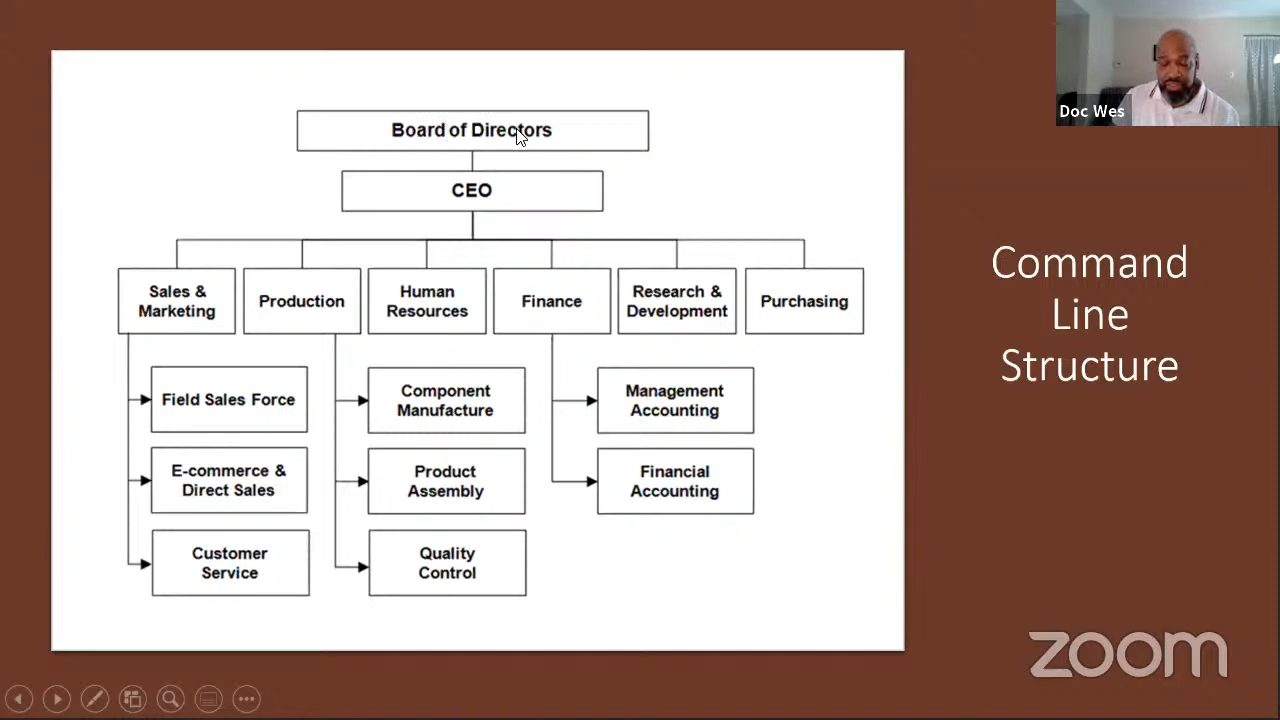 Doc Wes
Board of Directors
CEO
Sales &
Marketing
Production
Human
Resources
Finance
Research &
Development
Purchasing
Field Sales Force
Component
Manufacture
Management
Accounting
E-commerce &
Direct Sales
Product
Assembly
Financial
Accounting
Customer
Service
Quality
Control
Command
Line
Structure
zoom